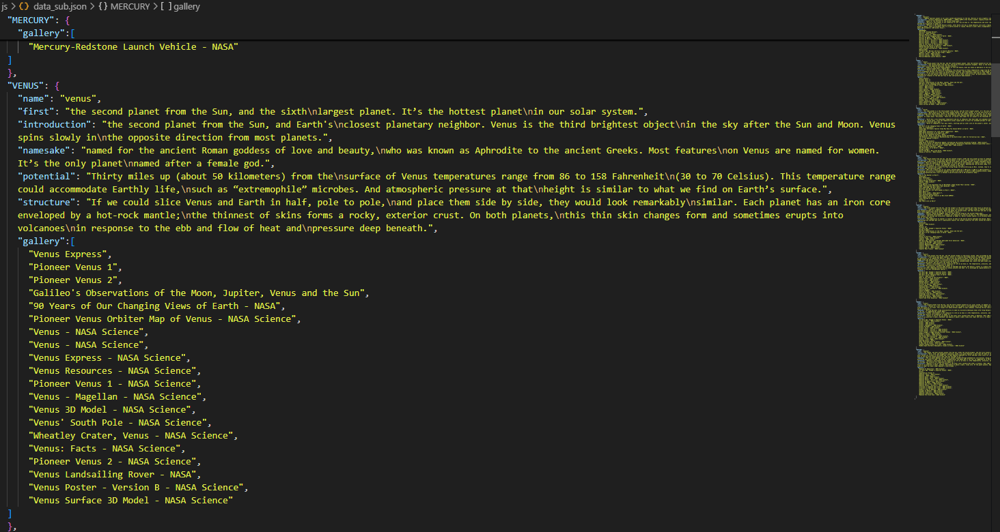 js > {} data_sub.json > {} MERCURY > [ ] gallery
"MERCURY": {
"gallery":[
"Mercury-Redstone Launch Vehicle - NASA"
]
},
"VENUS": {
"name": "venus",
"first": "the second planet from the Sun, and the sixth\nlargest planet. It’s the hottest planet\nin our solar system.",
"introduction": "the second planet from the Sun, and Earth's\nclosest planetary neighbor. Venus is the third brightest object\nin the sky after the Sun and Moon. Venus
spins slowly in\nthe opposite direction from most planets.",
"namesake": "named for the ancient Roman goddess of love and beauty,\nwho was known as Aphrodite to the ancient Greeks. Most features\non Venus are named for women.
It’s the only planet\nnamed after a female god.",
"potential": "Thirty miles up (about 50 kilometers) from the\nsurface of Venus temperatures range from 86 to 158 Fahrenheit\n(30 to 70 Celsius). This temperature range
could accommodate Earthly life,\nsuch as “extremophile” microbes. And atmospheric pressure at that\nheight is similar to what we find on Earth’s surface.",
"structure": "If we could slice Venus and Earth in half, pole to pole,\nand place them side by side, they would look remarkably\nsimilar. Each planet has an iron core
enveloped by a hot-rock mantle;\nthe thinnest of skins forms a rocky, exterior crust. On both planets,\nthis thin skin changes form and sometimes erupts into
volcanoes\nin response to the ebb and flow of heat and\npressure deep beneath.",
"gallery":[
"Venus Express",
"Pioneer Venus 1",
"Pioneer Venus 2",
"Galileo's Observations of the Moon, Jupiter, Venus and the Sun",
"90 Years of Our Changing Views of Earth - NASA",
"Pioneer Venus Orbiter Map of Venus - NASA Science",
"Venus - NASA Science",
"Venus - NASA Science",
"Venus Express - NASA Science",
"Venus Resources - NASA Science",
"Pioneer Venus 1 - NASA Science",
"Venus - Magellan - NASA Science",
"Venus 3D Model - NASA Science",
"Venus' South Pole - NASA Science",
"Wheatley Crater, Venus - NASA Science",
"Venus: Facts - NASA Science",
"Pioneer Venus 2 - NASA Science",
"Venus Landsailing Rover - NASA",
"Venus Poster - Version B - NASA Science",
"Venus Surface 3D Model - NASA Science"
]
},